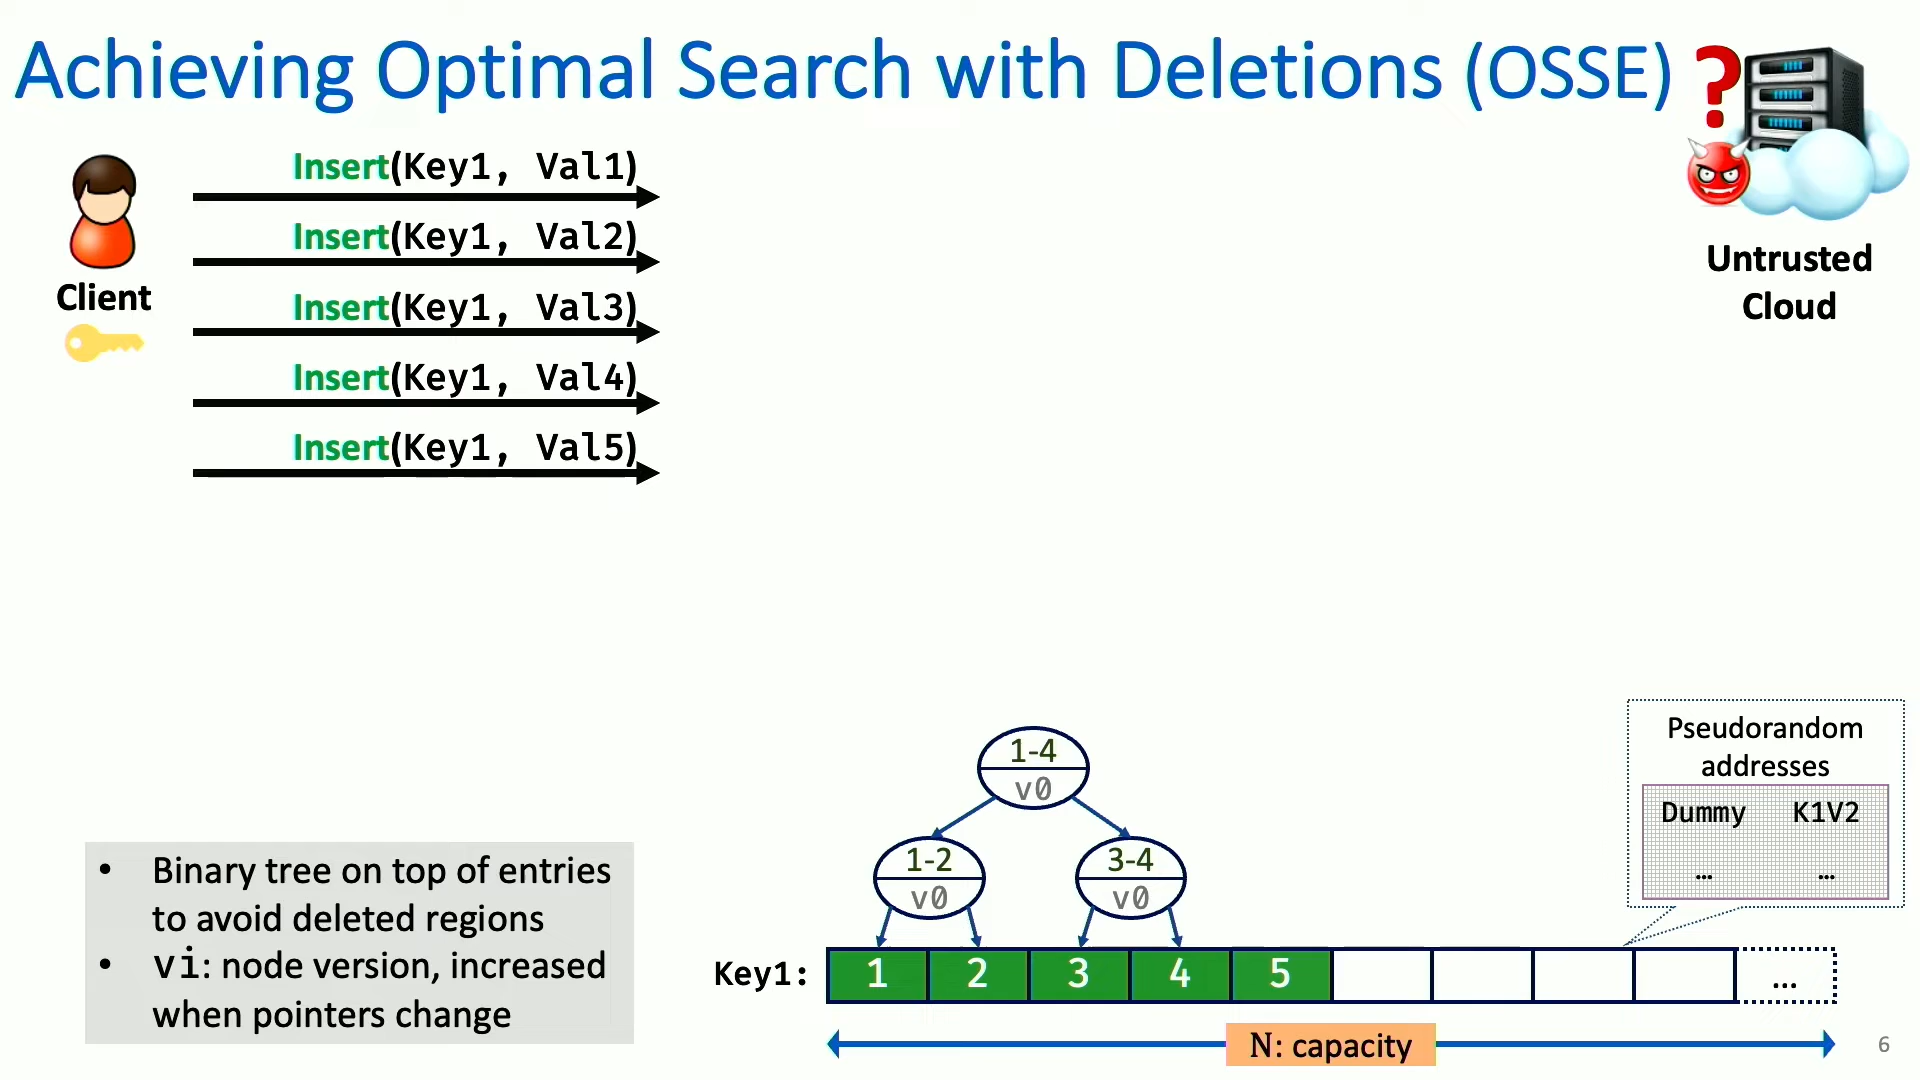 Achieving Optimal Search with Deletions (OSSE)
?
Insert(Key1, Val1)
Insert(Key1, Val2)
Insert(Key1, Val3)
Insert(Key1, Val4)
Insert(Key1, Val5)
Client
Untrusted
Cloud
• Binary tree on top of entries
to avoid deleted regions
• vi: node version, increased
when pointers change
1-4
v0
1-2
v0
3-4
v0
Key1: 1 2 3 4 5 ...
N: capacity
Pseudorandom
addresses
Dummy K1V2
... ...
6